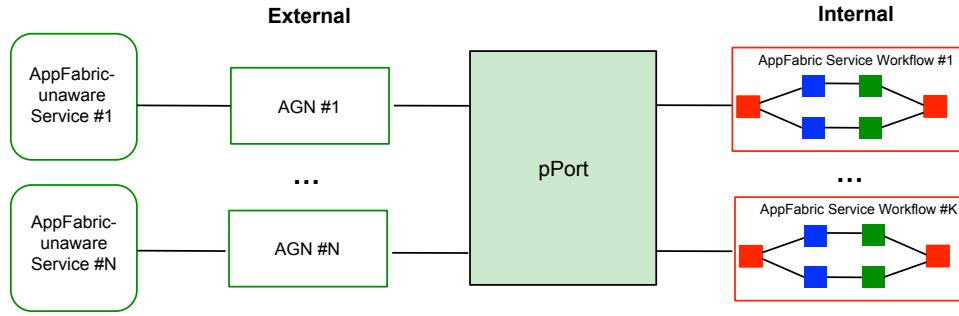 External
Internal
AppFabric-
unaware
Service #1
AGN #1
pPort
AppFabric Service Workflow #1
...
...
AppFabric-
unaware
Service #N
AGN #N
AppFabric Service Workflow #K